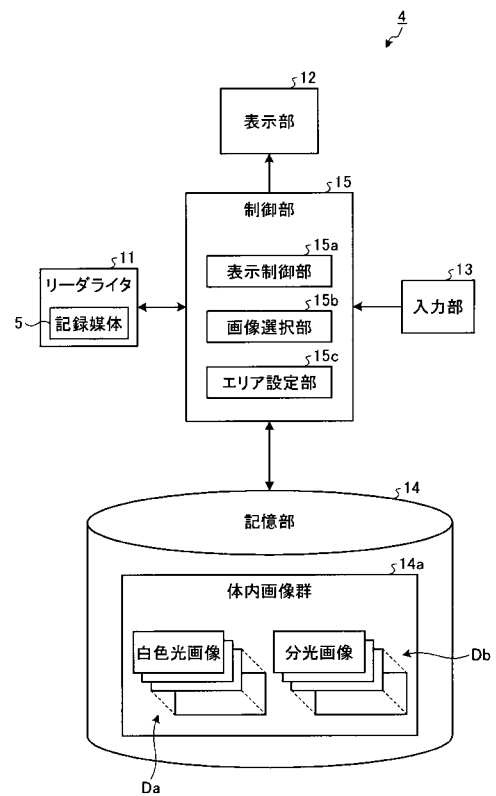 4
12
表示部
15
制御部
15a
表示制御部
11
リーダライタ
5
記録媒体
15b
画像選択部
13
入力部
15c
エリア設定部
14
記憶部
14a
体内画像群
白色光画像
分光画像
Db
Da